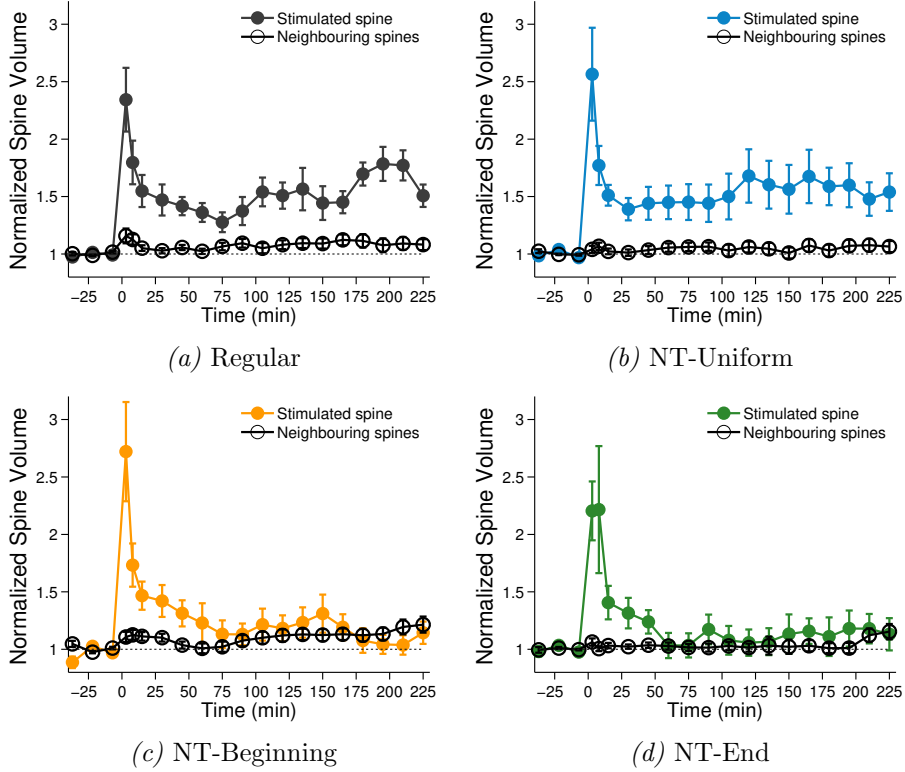 Normalized Spine Volume
3
2.5
2
1.5
1
Stimulated spine
Neighbouring spines
−25 0 25 50 75 100 125 150 175 200 225
Time (min)
(a) Regular
Normalized Spine Volume
3
2.5
2
1.5
1
Stimulated spine
Neighbouring spines
−25 0 25 50 75 100 125 150 175 200 225
Time (min)
(b) NT-Uniform
Normalized Spine Volume
3
2.5
2
1.5
1
Stimulated spine
Neighbouring spines
−25 0 25 50 75 100 125 150 175 200 225
Time (min)
(c) NT-Beginning
Normalized Spine Volume
3
2.5
2
1.5
1
Stimulated spine
Neighbouring spines
−25 0 25 50 75 100 125 150 175 200 225
Time (min)
(d) NT-End